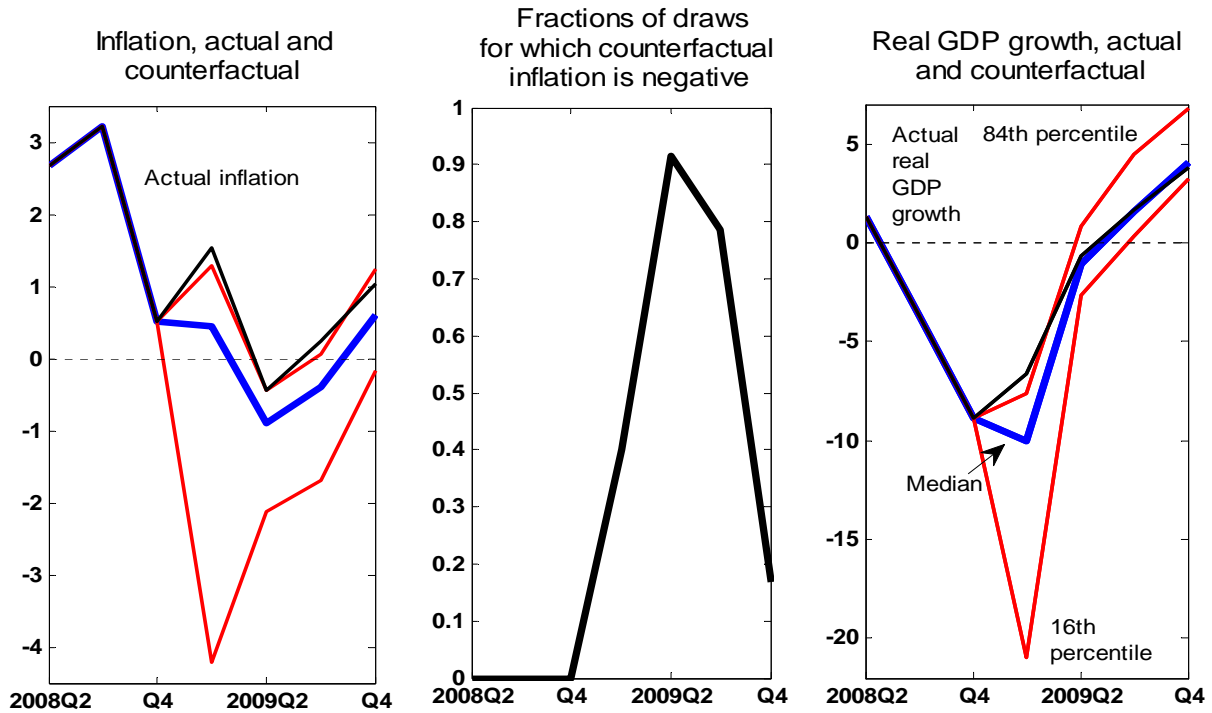 Inflation, actual and
counterfactual
3
2
1
0
-1
-2
-3
-4
Actual inflation
2008Q2
Q4
2009Q2
Q4
Fractions of draws
for which counterfactual
inflation is negative
1
0.9
0.8
0.7
0.6
0.5
0.4
0.3
0.2
0.1
0
2008Q2
Q4
2009Q2
Q4
Real GDP growth, actual
and counterfactual
5
0
-5
-10
-15
-20
Actual
real
GDP
growth
84th percentile
Median
16th
percentile
2008Q2
Q4
2009Q2
Q4